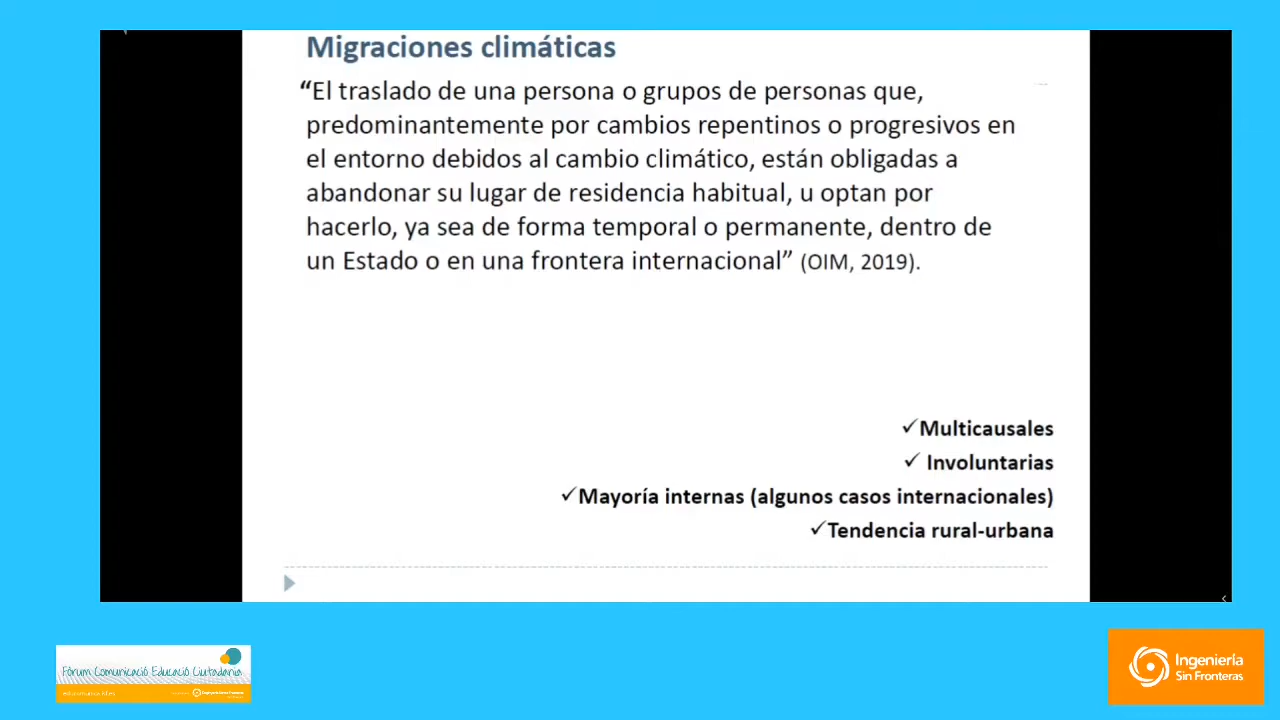 Migraciones climáticas
“El traslado de una persona o grupos de personas que,
predominantemente por cambios repentinos o progresivos en
el entorno debidos al cambio climático, están obligadas a
abandonar su lugar de residencia habitual, u optan por
hacerlo, ya sea de forma temporal o permanente, dentro de
un Estado o en una frontera internacional” (OIM, 2019).
✓Multicausales
✓ Involuntarias
✓Mayoría internas (algunos casos internacionales)
✓Tendencia rural-urbana
Fórum Comunicació Educació Ciutadania
Ingeniería
Sin Fronteras